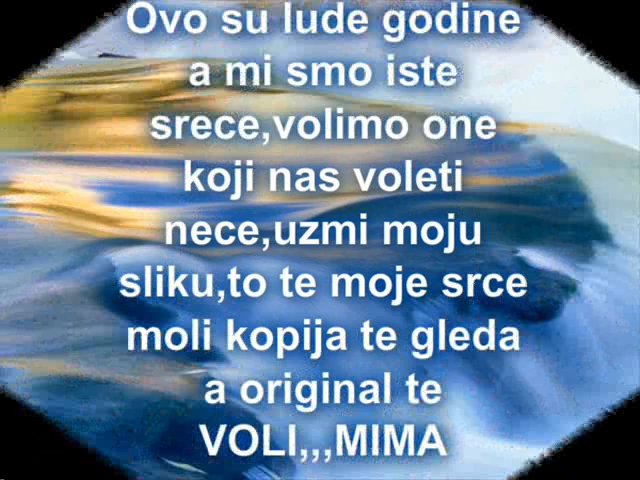 Ovo su lude godine
a mi smo iste
srece,volimo one
koji nas voleti
nece,uzmi moju
sliku,to te moje srce
moli kopija te gleda
a original te
VOLI,,,MIMA